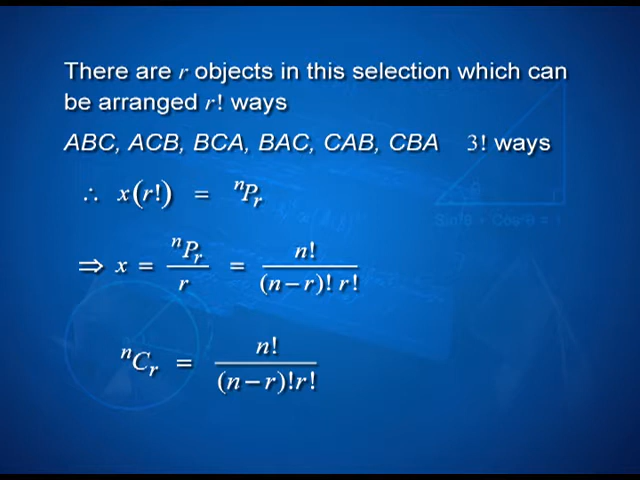 There are r objects in this selection which can
be arranged r! ways
ABC, ACB, BCA, BAC, CAB, CBA 3! ways
∴ x(r!) = ⁿPᵣ
⇒ x = ⁿPᵣ / r = n! / (n−r)! r!
ⁿCᵣ = n! / (n−r)!r!